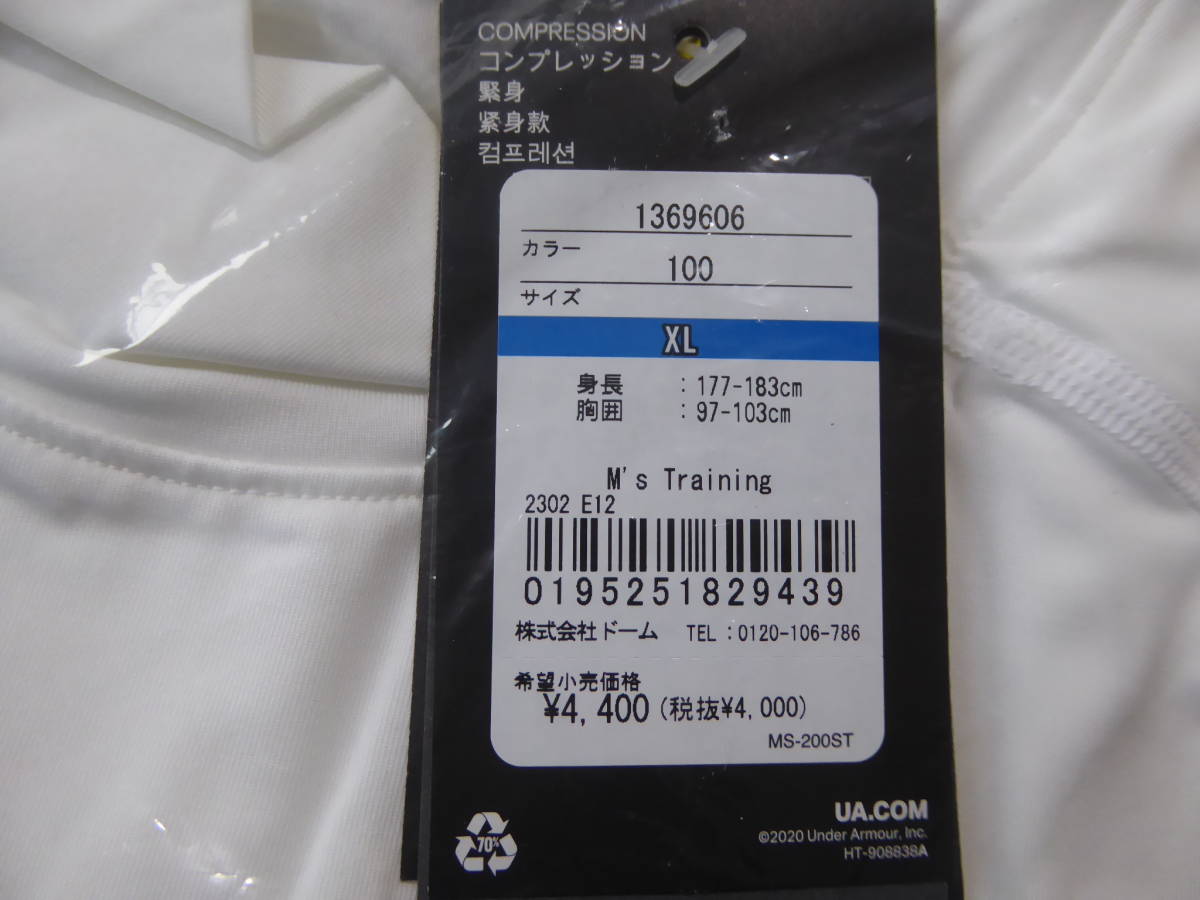 COMPRESSION
コンプレッション
緊身
紧身款
컴프레션
1369606
カラー
100
サイズ
XL
身長 : 177-183cm
胸囲 : 97-103cm
M's Training
2302 E12
0195251829439
株式会社ドーム TEL : 0120-106-786
希望小売価格
¥4,400 (税抜¥4,000)
MS-200ST
UA.COM
©2020 Under Armour, Inc.
HT-908838A
70%